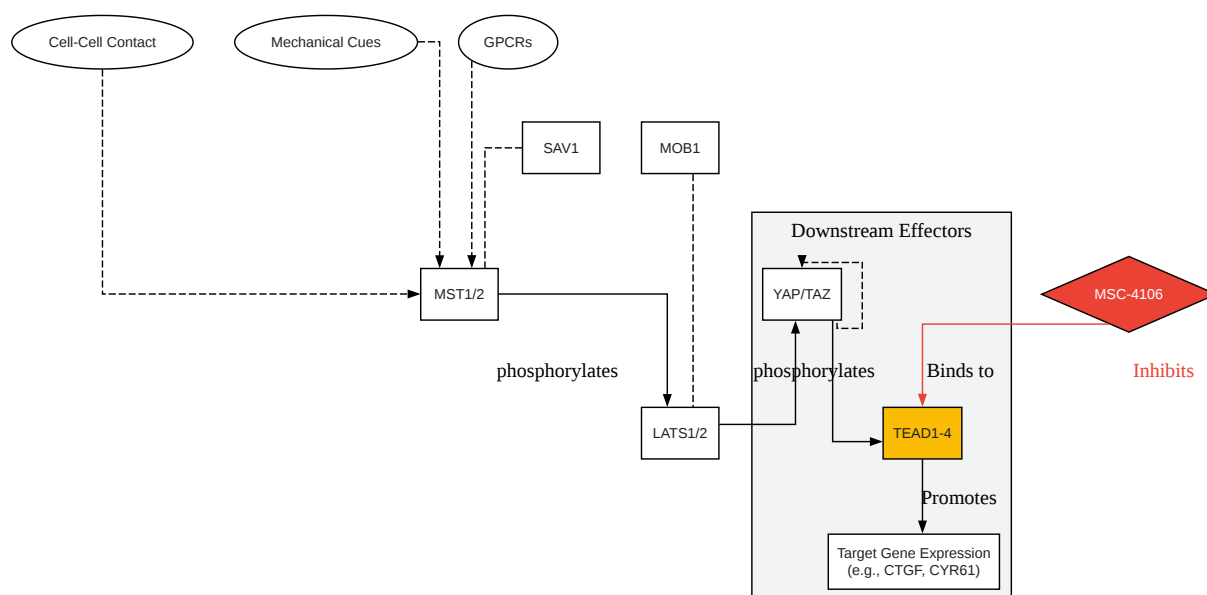 Cell-Cell Contact
Mechanical Cues
GPCRs
SAV1
MOB1
Downstream Effectors
MST1/2
YAP/TAZ
MSC-4106
phosphorylates
phosphorylates
Binds to
Inhibits
LATS1/2
TEAD1-4
Promotes
Target Gene Expression
(e.g., CTGF, CYR61)